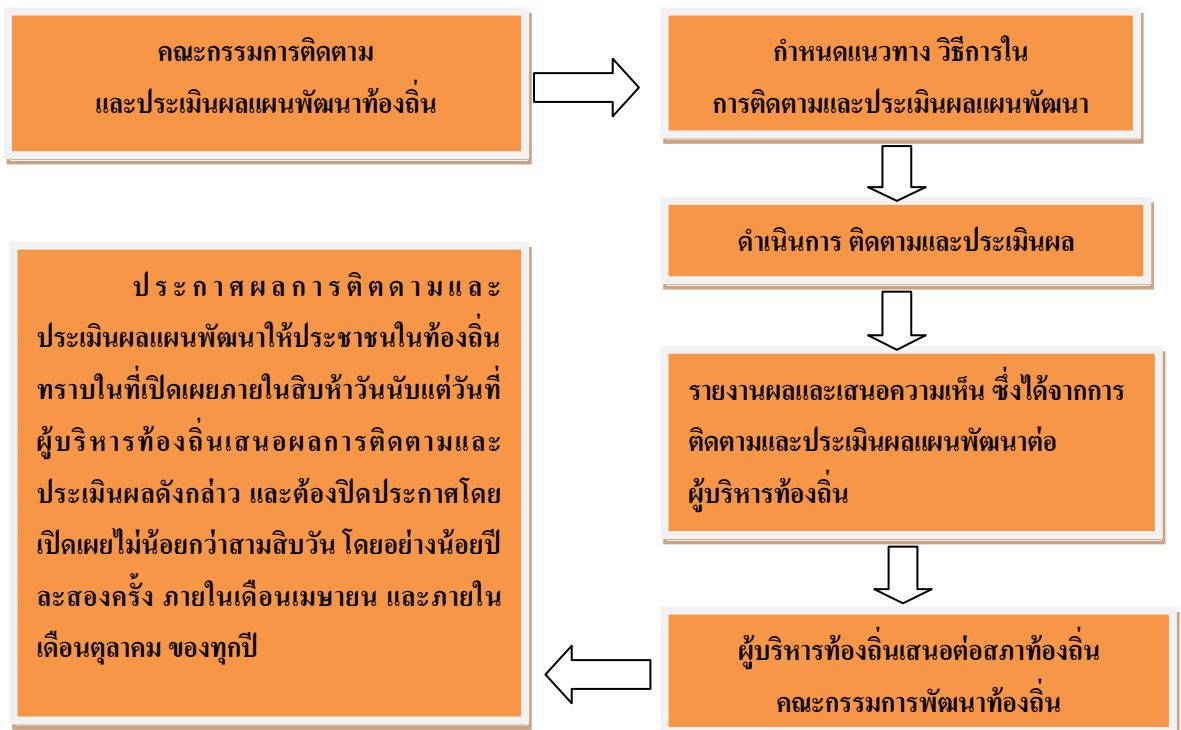 คณะกรรมการติดตาม
และประเมินผลแผนพัฒนาท้องถิ่น
กำหนดแนวทาง วิธีการใน
การติดตามและประเมินผลแผนพัฒนา
ดำเนินการ ติดตามและประเมินผล
รายงานผลและเสนอความเห็น ซึ่งได้จากการ
ติดตามและประเมินผลแผนพัฒนาต่อ
ผู้บริหารท้องถิ่น
ผู้บริหารท้องถิ่นเสนอต่อสภาท้องถิ่น
คณะกรรมการพัฒนาท้องถิ่น
ประกาศผลการติตดามและ
ประเมินผลแผนพัฒนาให้ประชาชนในท้องถิ่น
ทราบในที่เปิดเผยภายในสิบห้าวันนับแต่วันที่
ผู้บริหารท้องถิ่นเสนอผลการติดตามและ
ประเมินผลดังกล่าว และต้องปิดประกาศโดย
เปิดเผยไม่น้อยกว่าสามสิบวัน โดยอย่างน้อยปี
ละสองครั้ง ภายในเดือนเมษายน และภายใน
เดือนตุลาคม ของทุกปี